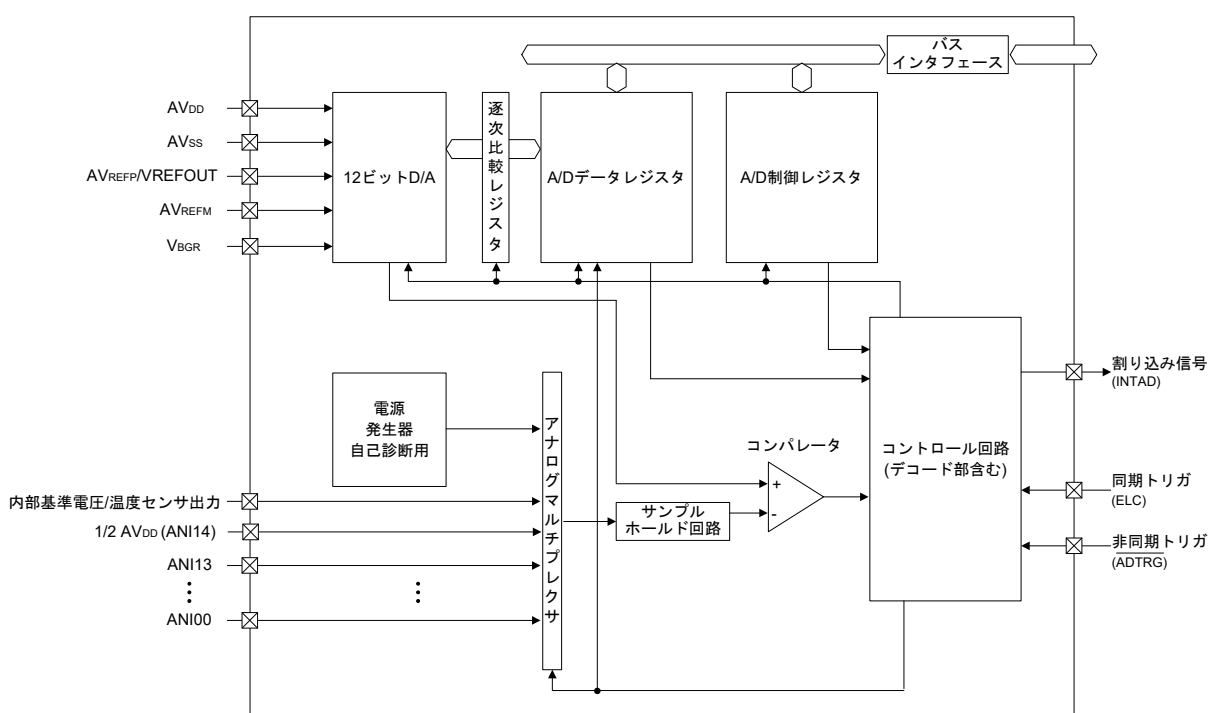 バス
インタフェース
AVDD
AVSS
AVREFP/VREFOUT
AVREFM
VBGR
12ビットD/A
逐次比較レジスタ
A/Dデータレジスタ
A/D制御レジスタ
電源
発生器
自己診断用
アナログマルチプレクサ
内部基準電圧/温度センサ出力
1/2 AVDD (ANI14)
ANI13
ANI00
サンプル
ホールド回路
コンパレータ
+
-
コントロール回路
(デコード部含む)
割り込み信号
(INTAD)
同期トリガ
(ELC)
非同期トリガ
(ADTRG)